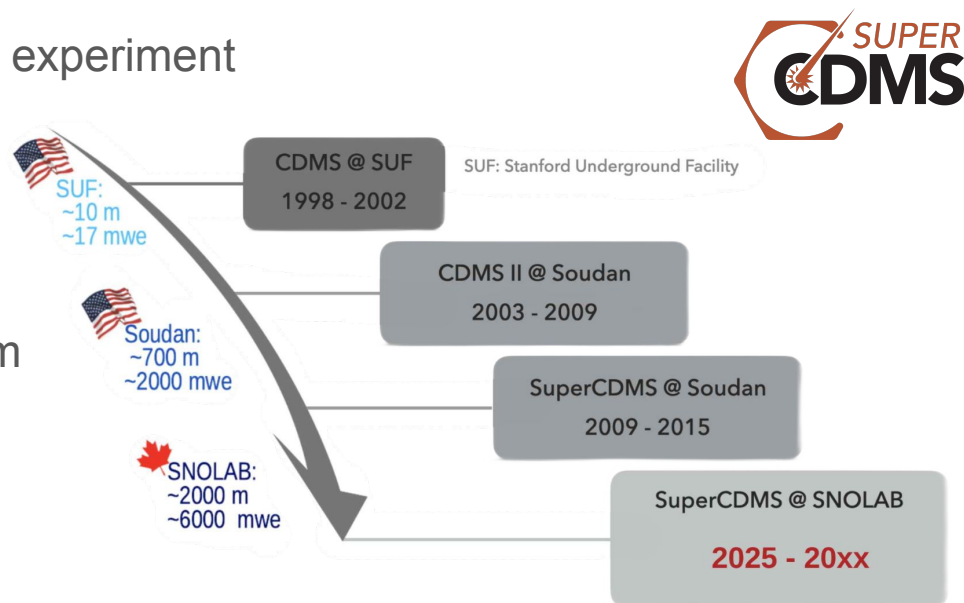 experiment
SUPER
CDMS
CDMS @ SUF
1998 - 2002
SUF: Stanford Underground Facility
SUF:
~10 m
~17 mwe
CDMS II @ Soudan
2003 - 2009
Soudan:
~700 m
~2000 mwe
SuperCDMS @ Soudan
2009 - 2015
SNOLAB:
~2000 m
~6000 mwe
SuperCDMS @ SNOLAB
2025 - 20xx